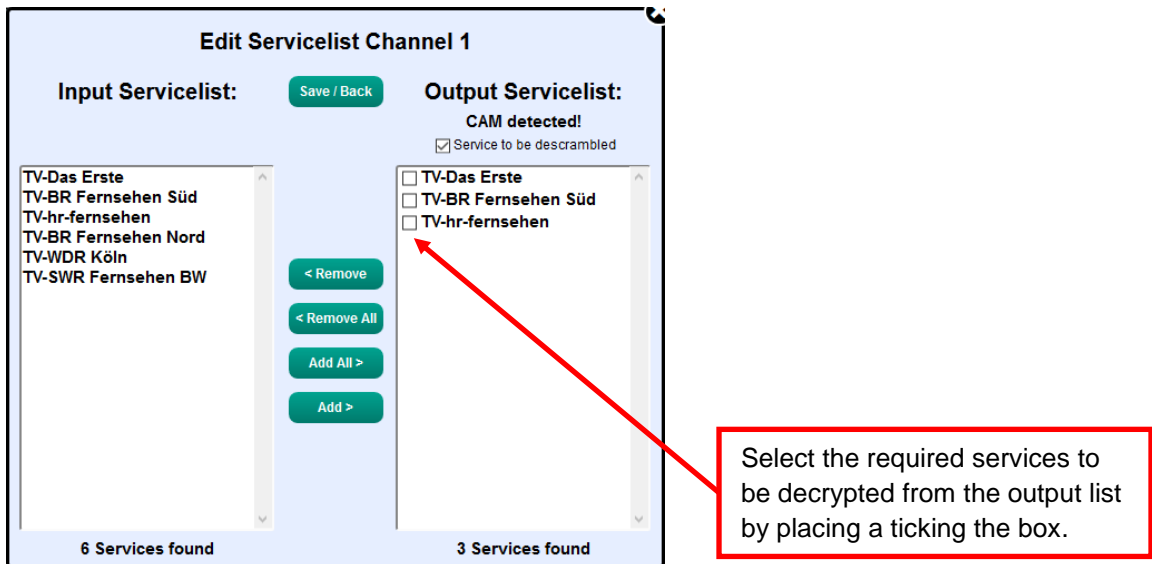 Edit Servicelist Channel 1
Input Servicelist:
Save / Back
Output Servicelist:
CAM detected!
Service to be descrambled
TV-Das Erste
TV-BR Fernsehen Süd
TV-hr-fernsehen
TV-BR Fernsehen Nord
TV-WDR Köln
TV-SWR Fernsehen BW
6 Services found
< Remove
< Remove All
Add All >
Add >
TV-Das Erste
TV-BR Fernsehen Süd
TV-hr-fernsehen
3 Services found
Select the required services to
be decrypted from the output list
by placing a ticking the box.